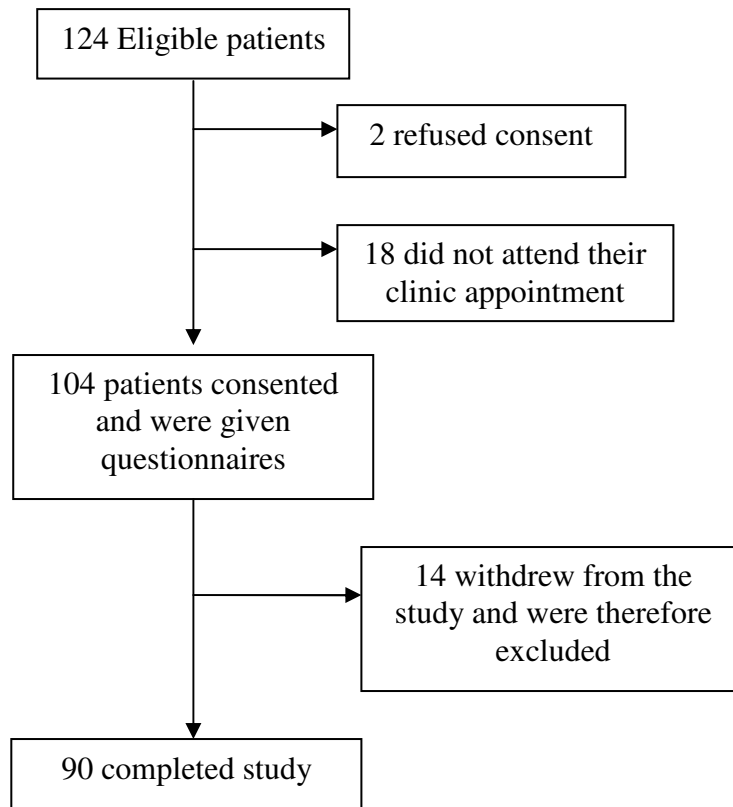 124 Eligible patients
2 refused consent
18 did not attend their
clinic appointment
104 patients consented
and were given
questionnaires
14 withdrew from the
study and were therefore
excluded
90 completed study